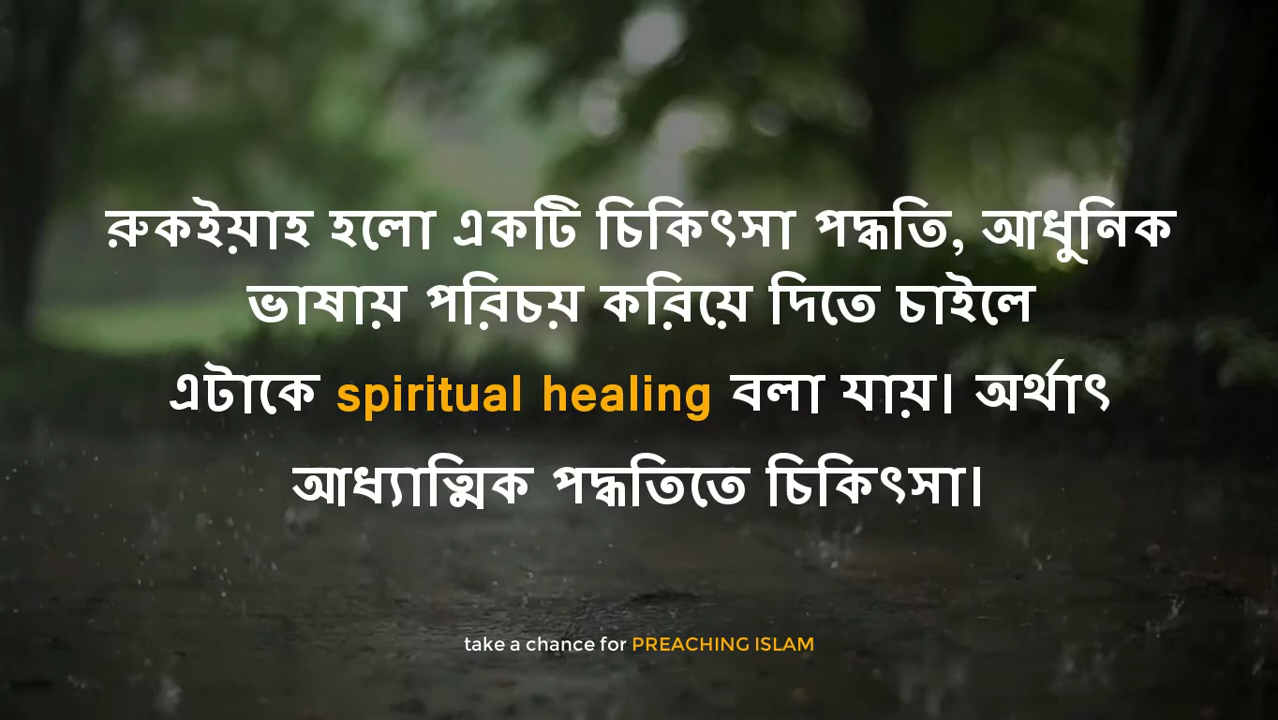 রুকইয়াহ হলো একটি চিকিৎসা পদ্ধতি, আধুনিক
ভাষায় পরিচয় করিয়ে দিতে চাইলে
এটাকে spiritual healing বলা যায়। অর্থাৎ
আধ্যাত্মিক পদ্ধতিতে চিকিৎসা।
take a chance for PREACHING ISLAM